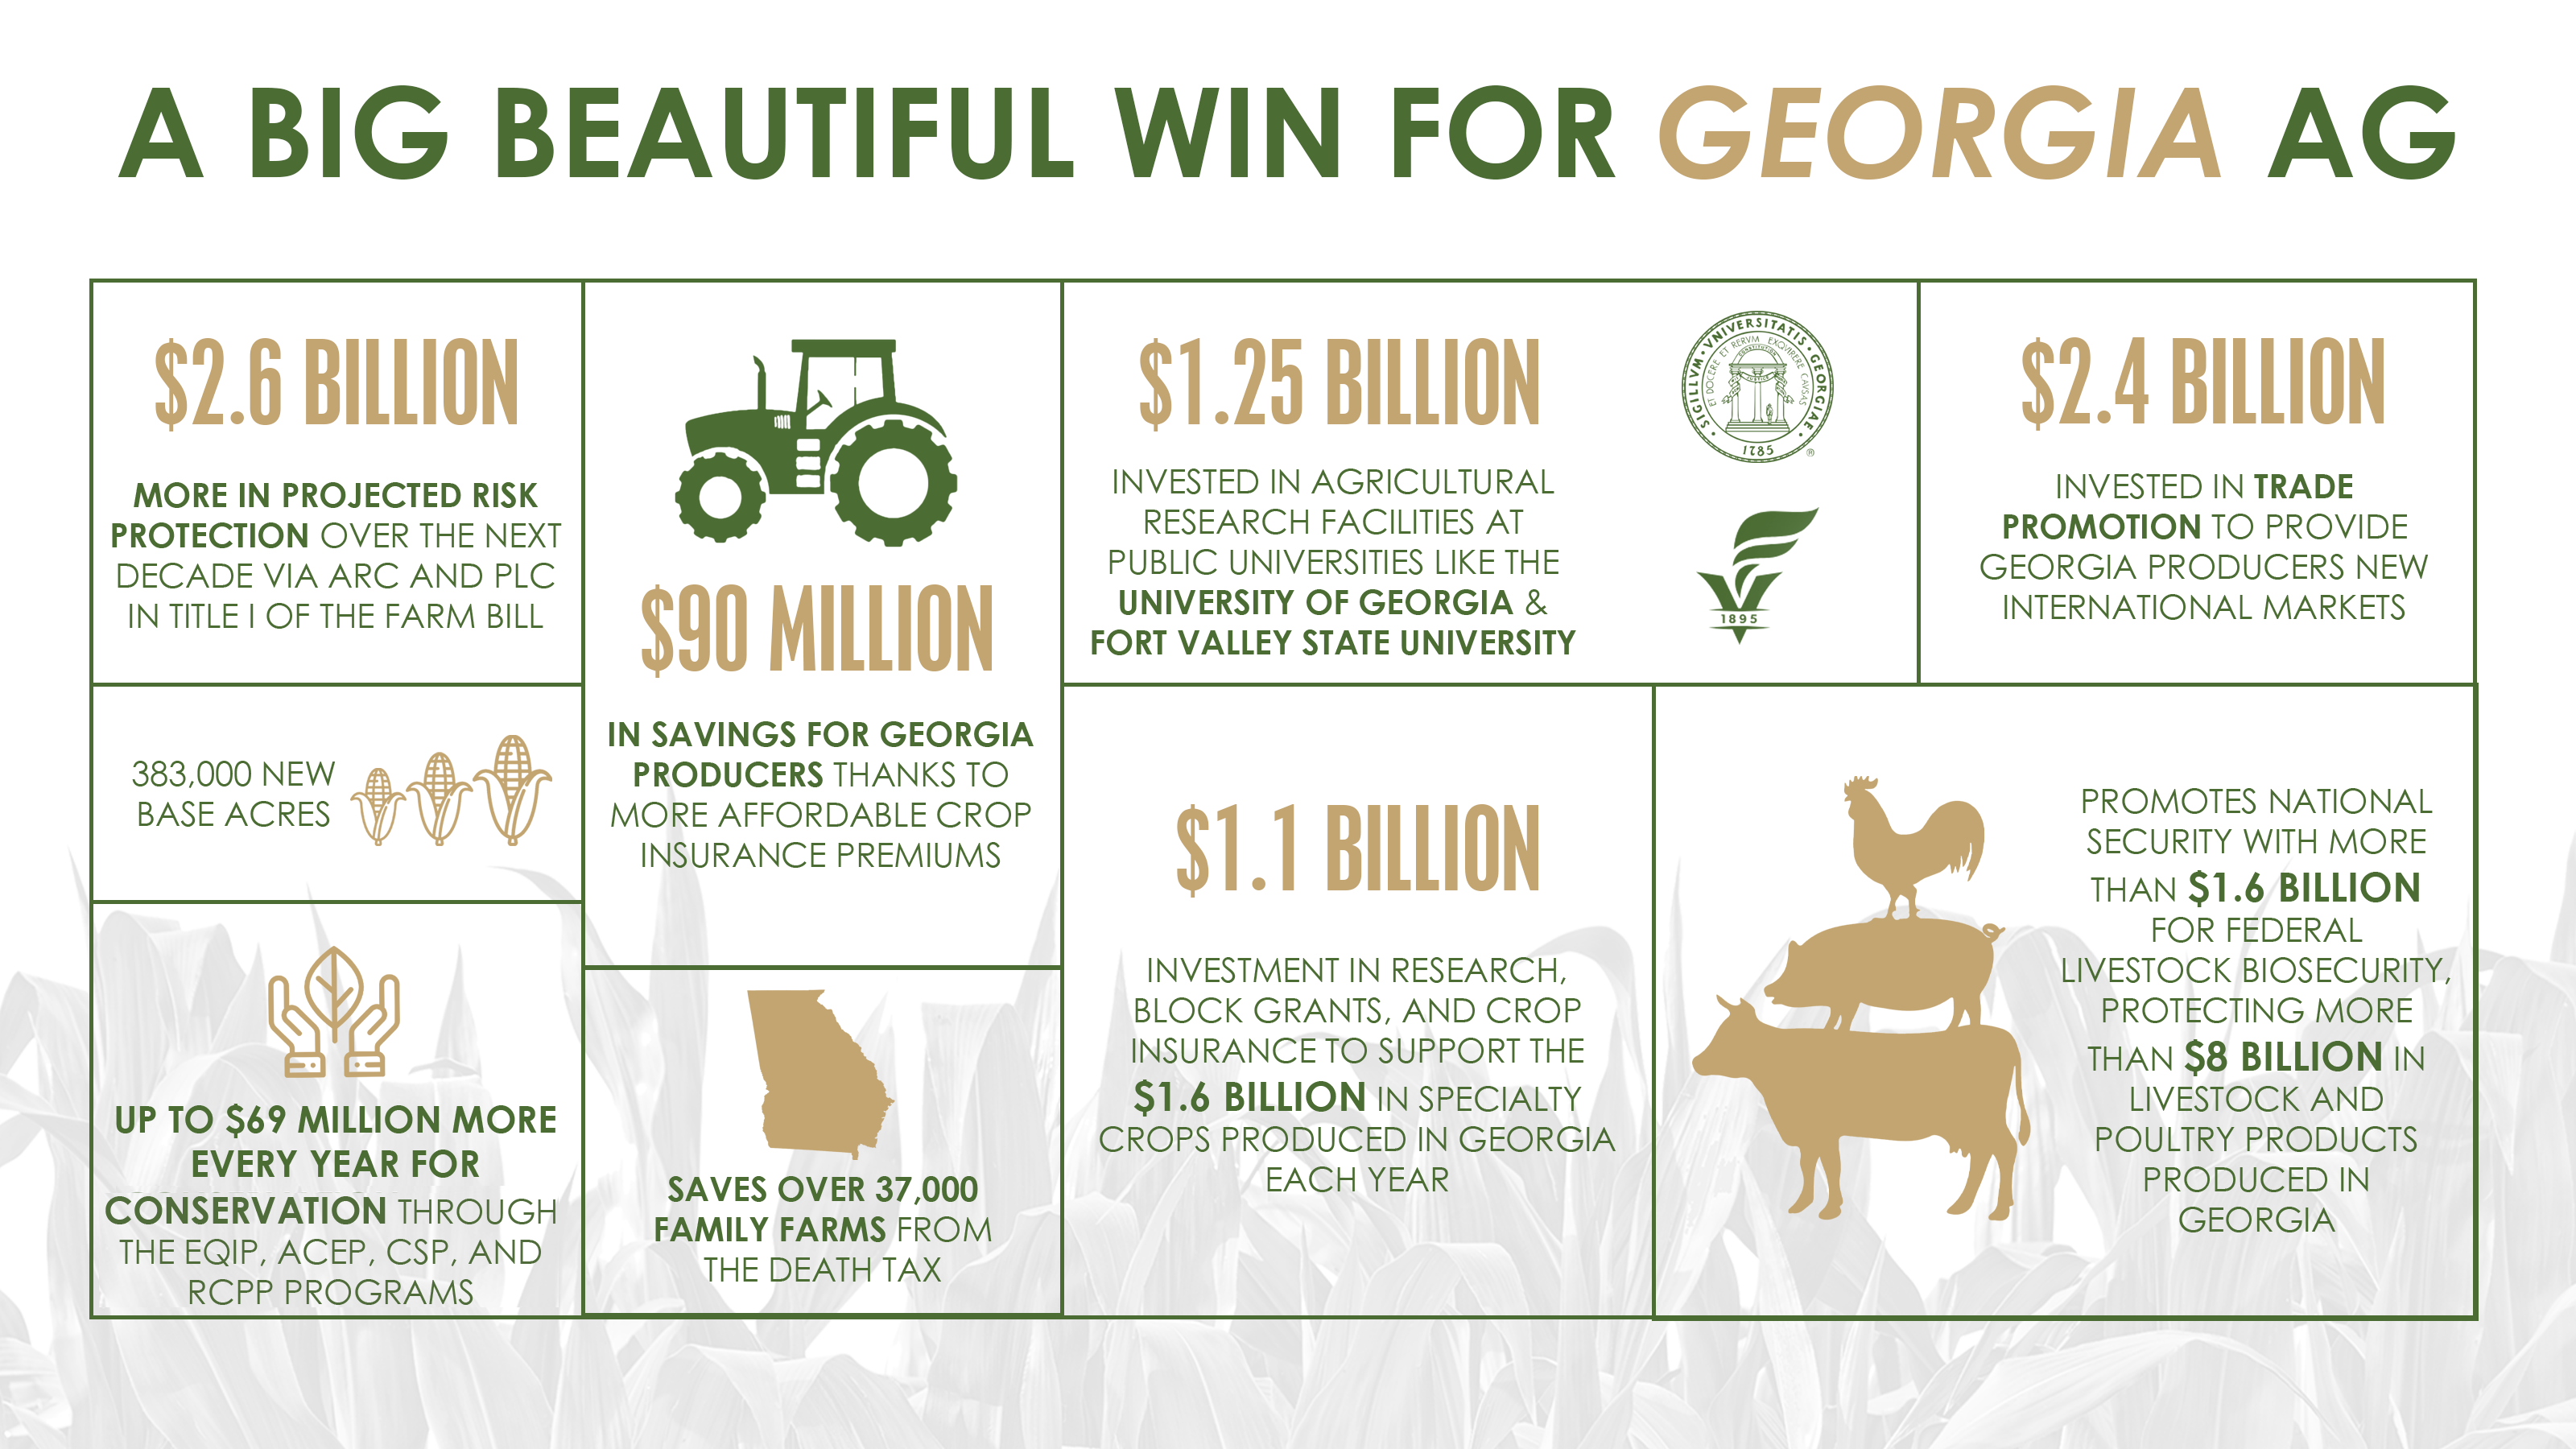 A BIG BEAUTIFUL WIN FOR GEORGIA AG
$2.6 BILLION
MORE IN PROJECTED RISK
PROTECTION OVER THE NEXT
DECADE VIA ARC AND PLC
IN TITLE I OF THE FARM BILL
383,000 NEW
BASE ACRES
UP TO $69 MILLION MORE
EVERY YEAR FOR
CONSERVATION THROUGH
THE EQIP, ACEP, CSP, AND
RCPP PROGRAMS
$90 MILLION
IN SAVINGS FOR GEORGIA
PRODUCERS THANKS TO
MORE AFFORDABLE CROP
INSURANCE PREMIUMS
SAVES OVER 37,000
FAMILY FARMS FROM
THE DEATH TAX
$1.25 BILLION
INVESTED IN AGRICULTURAL
RESEARCH FACILITIES AT
PUBLIC UNIVERSITIES LIKE THE
UNIVERSITY OF GEORGIA &
FORT VALLEY STATE UNIVERSITY
SIGILLVM • VNIVERSITATIS • GEORGIAE
ET DOCERE ET RERVM EXQVIRERE CAVSAS
CONSTITUTION
JUSTICE
1785
®
1895
$2.4 BILLION
INVESTED IN TRADE
PROMOTION TO PROVIDE
GEORGIA PRODUCERS NEW
INTERNATIONAL MARKETS
$1.1 BILLION
INVESTMENT IN RESEARCH,
BLOCK GRANTS, AND CROP
INSURANCE TO SUPPORT THE
$1.6 BILLION IN SPECIALTY
CROPS PRODUCED IN GEORGIA
EACH YEAR
PROMOTES NATIONAL
SECURITY WITH MORE
THAN $1.6 BILLION
FOR FEDERAL
LIVESTOCK BIOSECURITY,
PROTECTING MORE
THAN $8 BILLION IN
LIVESTOCK AND
POULTRY PRODUCTS
PRODUCED IN
GEORGIA